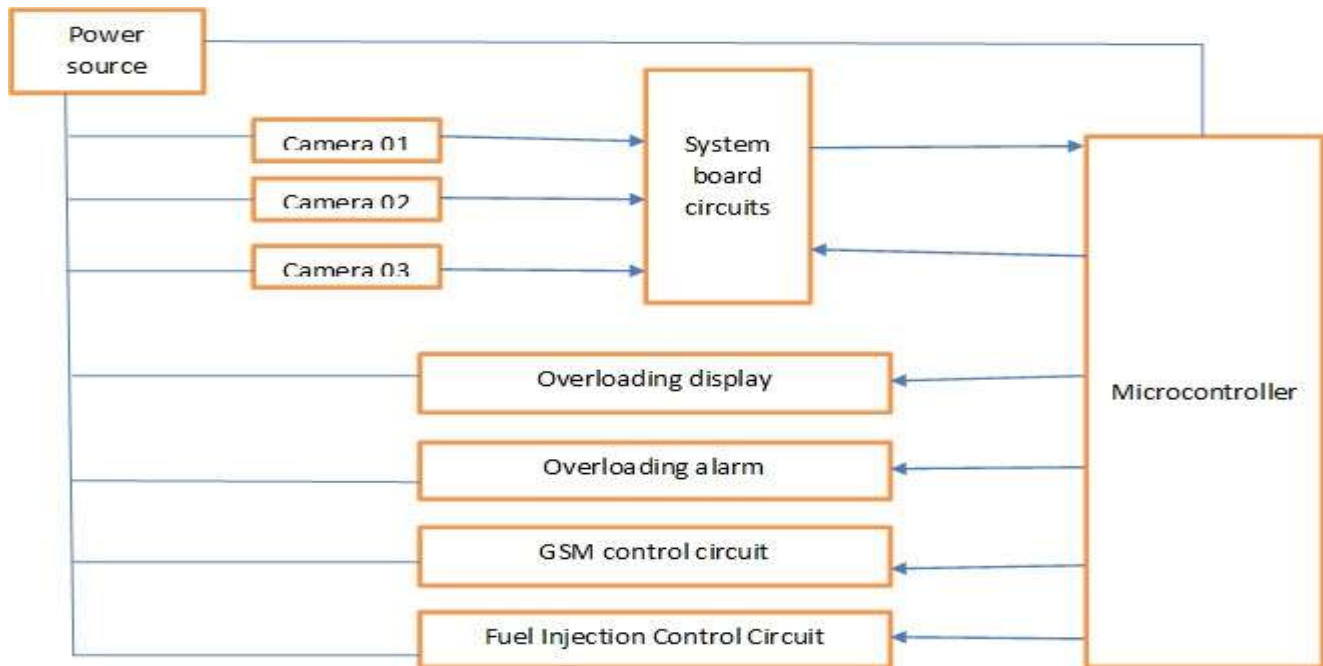 Power
source
Camera 01
System
board
circuits
Camera 02
Camera 03
Overloading display
Microcontroller
Overloading alarm
GSM control circuit
Fuel Injection Control Circuit